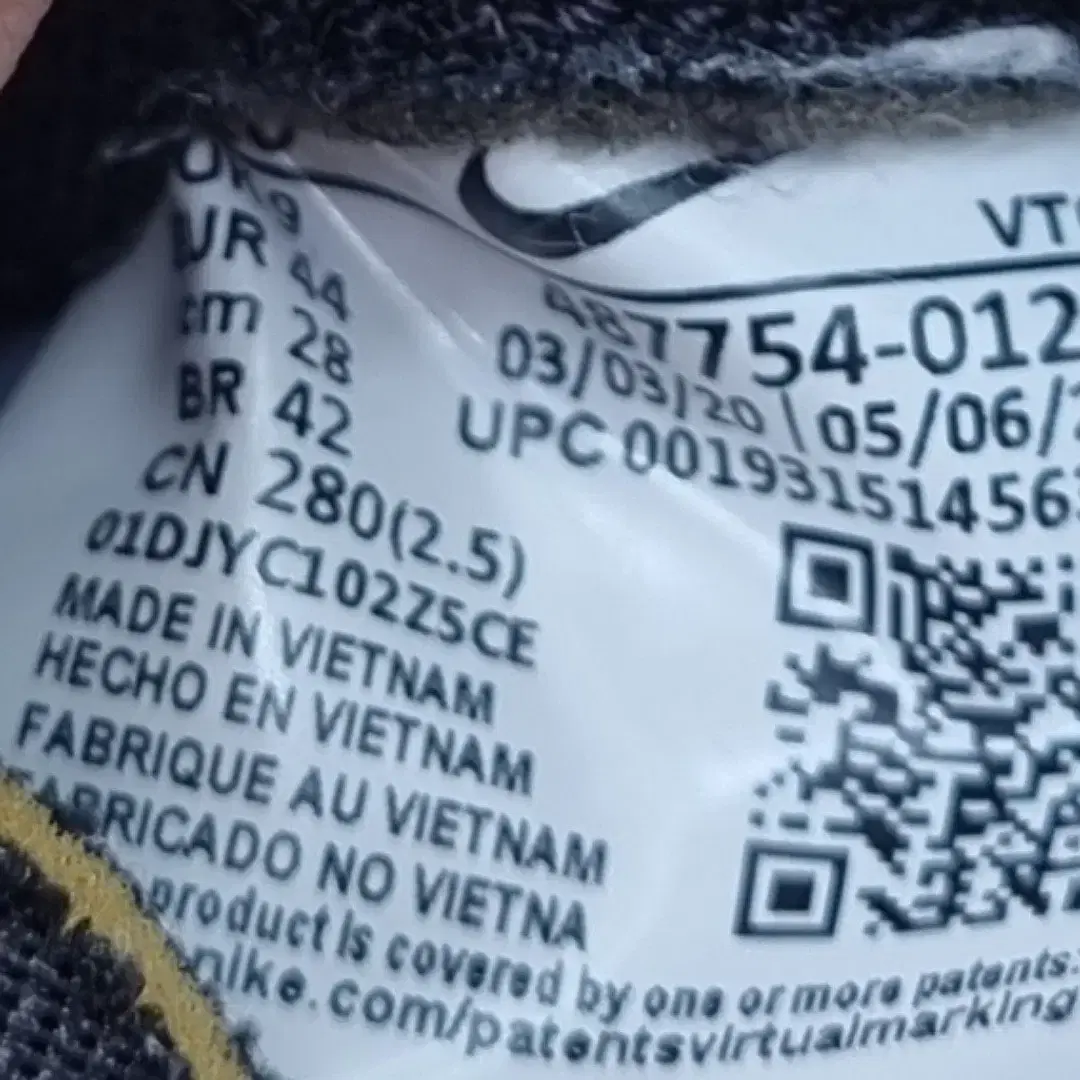 9
VT
UR 44
cm 28
BR 42
CN 280(2.5)
01DJYC102Z5CE
MADE IN VIETNAM
HECHO EN VIETNAM
FABRIQUE AU VIETNAM
FABRICADO NO VIETNA
product is covered by one or more patents.
nike.com/patentsvirtualmarking
487754-012
03/03/20 \ 05/06/
UPC 00193151456